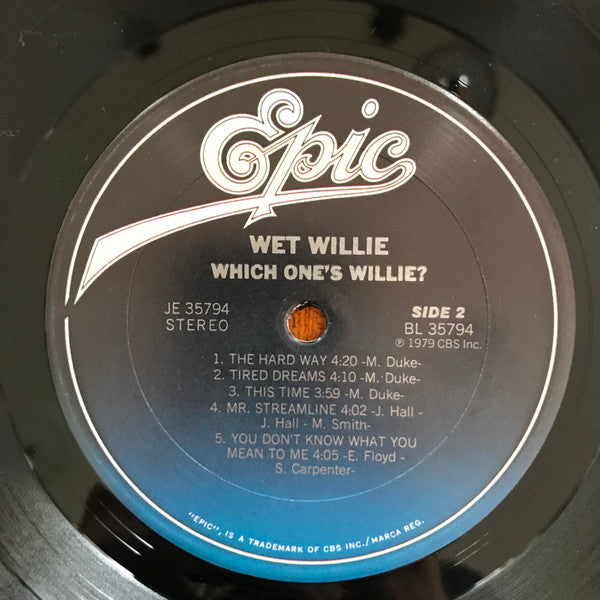 Epic
WET WILLIE
WHICH ONE'S WILLIE?
JE 35794
STEREO
SIDE 2
BL 35794
℗ 1979 CBS Inc.
1. THE HARD WAY 4:20 -M. Duke-
2. TIRED DREAMS 4:10 -M. Duke-
3. THIS TIME 3:59 -M. Duke-
4. MR. STREAMLINE 4:02 -J. Hall -
J. Hall - M. Smith-
5. YOU DON'T KNOW WHAT YOU
MEAN TO ME 4:05 -E. Floyd -
S. Carpenter-
"EPIC", IS A TRADEMARK OF CBS INC./MARCA REG.